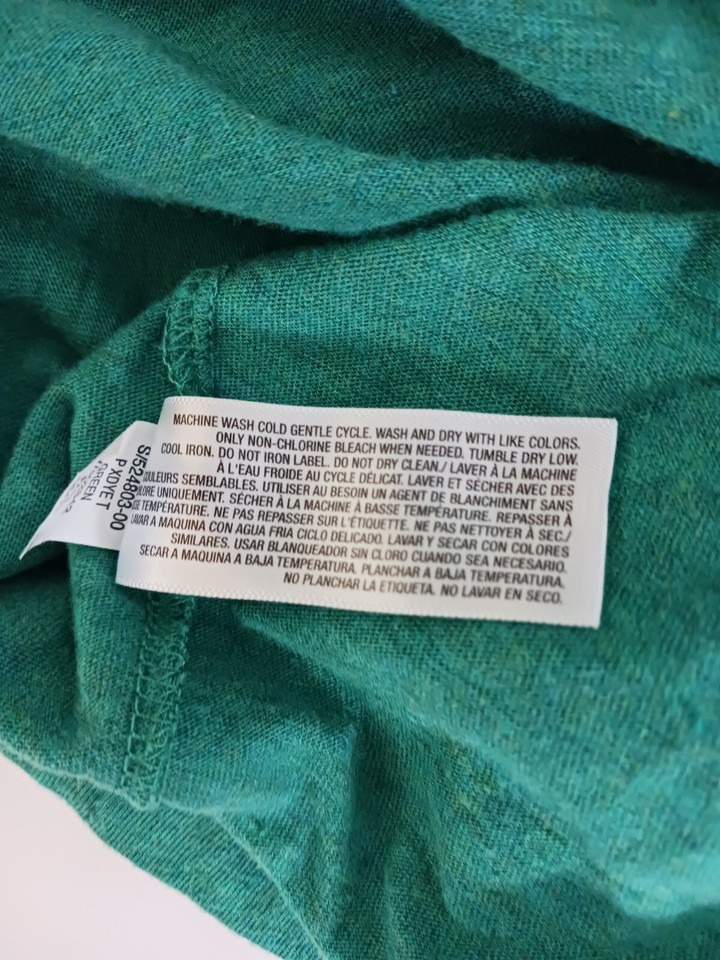 MACHINE WASH COLD GENTLE CYCLE. WASH AND DRY WITH LIKE COLORS.
ONLY NON-CHLORINE BLEACH WHEN NEEDED. TUMBLE DRY LOW.
COOL IRON. DO NOT IRON LABEL. DO NOT DRY CLEAN./ LAVER À LA MACHINE
À L'EAU FROIDE AU CYCLE DÉLICAT. LAVER ET SÉCHER AVEC DES
COULEURS SEMBLABLES. UTILISER AU BESOIN UN AGENT DE BLANCHIMENT SANS
UNIQUEMENT. SÉCHER À LA MACHINE À BASSE TEMPÉRATURE. REPASSER À
TEMPÉRATURE. NE PAS REPASSER SUR L'ÉTIQUETTE. NE PAS NETTOYER À SEC./
LAVAR A MAQUINA CON AGUA FRIA CICLO DELICADO. LAVAR Y SECAR CON COLORES
SIMILARES. USAR BLANQUEADOR SIN CLORO CUANDO SEA NECESARIO.
SECAR A MAQUINA A BAJA TEMPERATURA. PLANCHAR A BAJA TEMPERATURA.
NO PLANCHAR LA ETIQUETA. NO LAVAR EN SECO.
S/524803-00
P XDYE T
GREEN